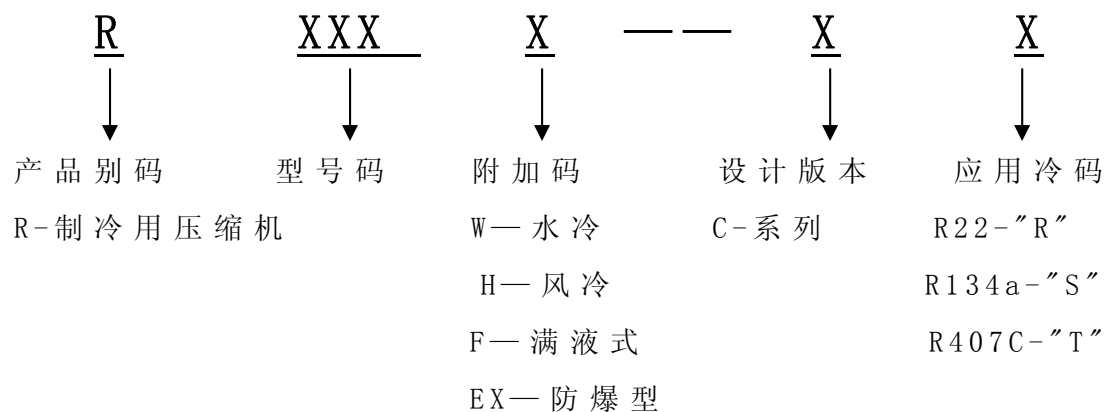 R XXX X —— X X
产品别码 型号码 附加码 设计版本 应用冷码
R-制冷用压缩机 W—水冷 C-系列 R22-"R"
H—风冷 R134a-"S"
F—满液式 R407C-"T"
EX—防爆型